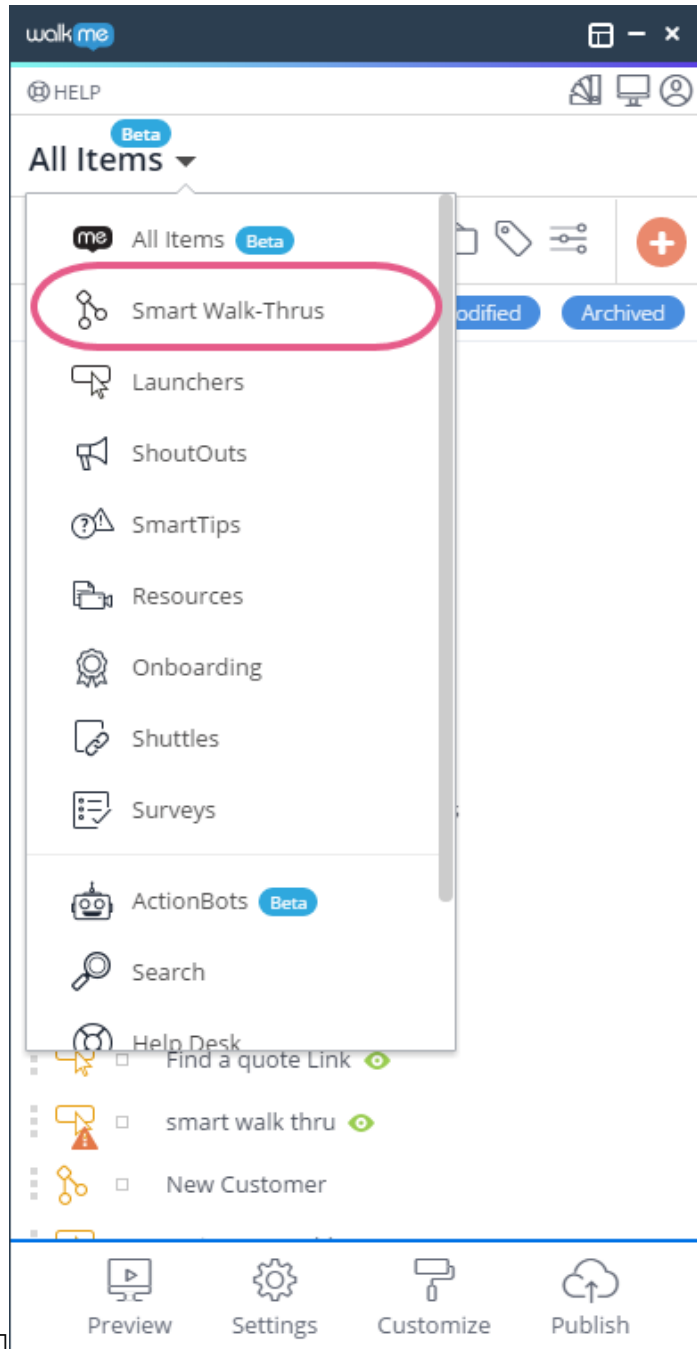 walkme
HELP
Beta
All Items
me All Items Beta
Smart Walk-Thrus
odified Archived
Launchers
ShoutOuts
SmartTips
Resources
Onboarding
Shuttles
Surveys
ActionBots Beta
Search
Help Desk
Find a quote Link
smart walk thru
New Customer
Preview Settings Customize Publish